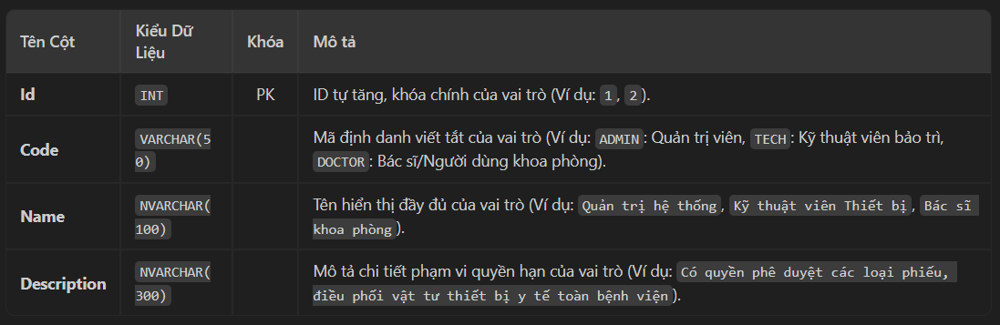 Tên Cột Kiểu Dữ Liệu Khóa Mô tả
Id INT PK ID tự tăng, khóa chính của vai trò (Ví dụ: 1, 2).
Code VARCHAR(50) Mã định danh viết tắt của vai trò (Ví dụ: ADMIN: Quản trị viên, TECH: Kỹ thuật viên bảo trì,
DOCTOR: Bác sĩ/Người dùng khoa phòng).
Name NVARCHAR(100) Tên hiển thị đầy đủ của vai trò (Ví dụ: Quản trị hệ thống, Kỹ thuật viên Thiết bị, Bác sĩ
khoa phòng).
Description NVARCHAR(300) Mô tả chi tiết phạm vi quyền hạn của vai trò (Ví dụ: Có quyền phê duyệt các loại phiếu,
điều phối vật tư thiết bị y tế toàn bệnh viện).